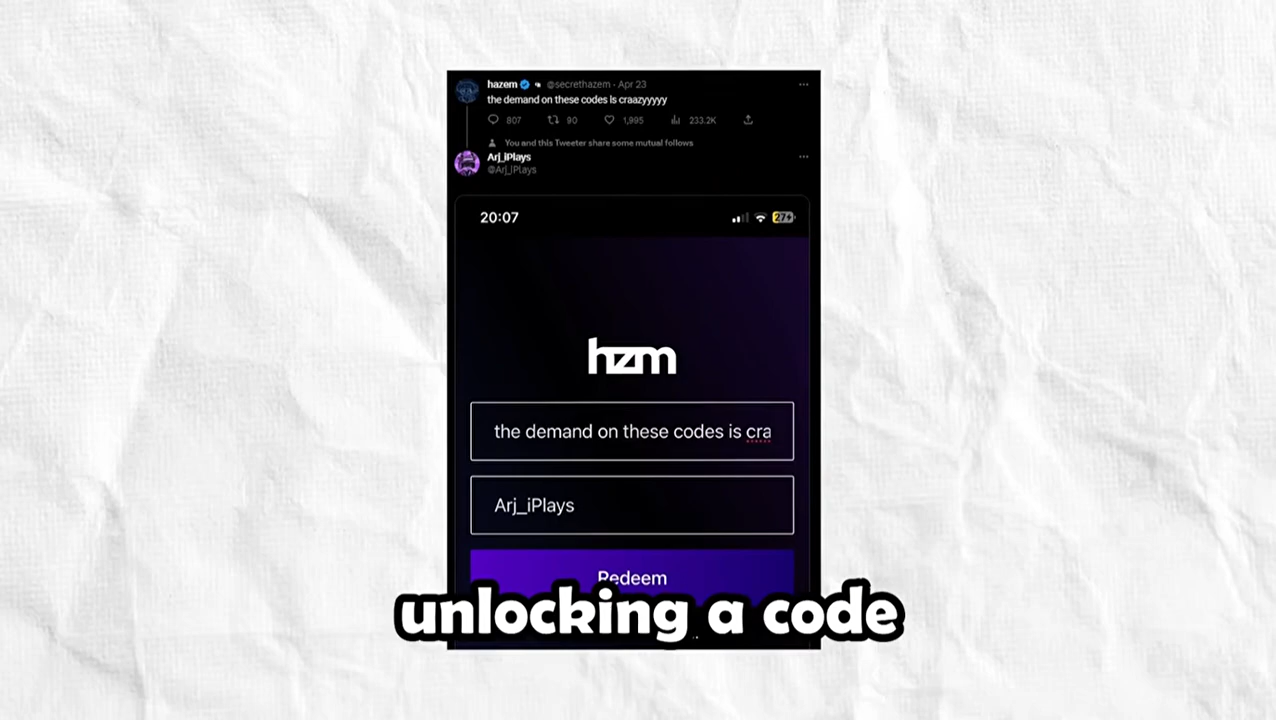 hazem @secrethazem · Apr 23
the demand on these codes is craazyyyyy
807 90 1,995 233.2K
You and this Tweeter share some mutual follows
Arj_iPlays
@Arj_iPlays
20:07 27
hzm
the demand on these codes is cra
Arj_iPlays
Redeem
unlocking a code